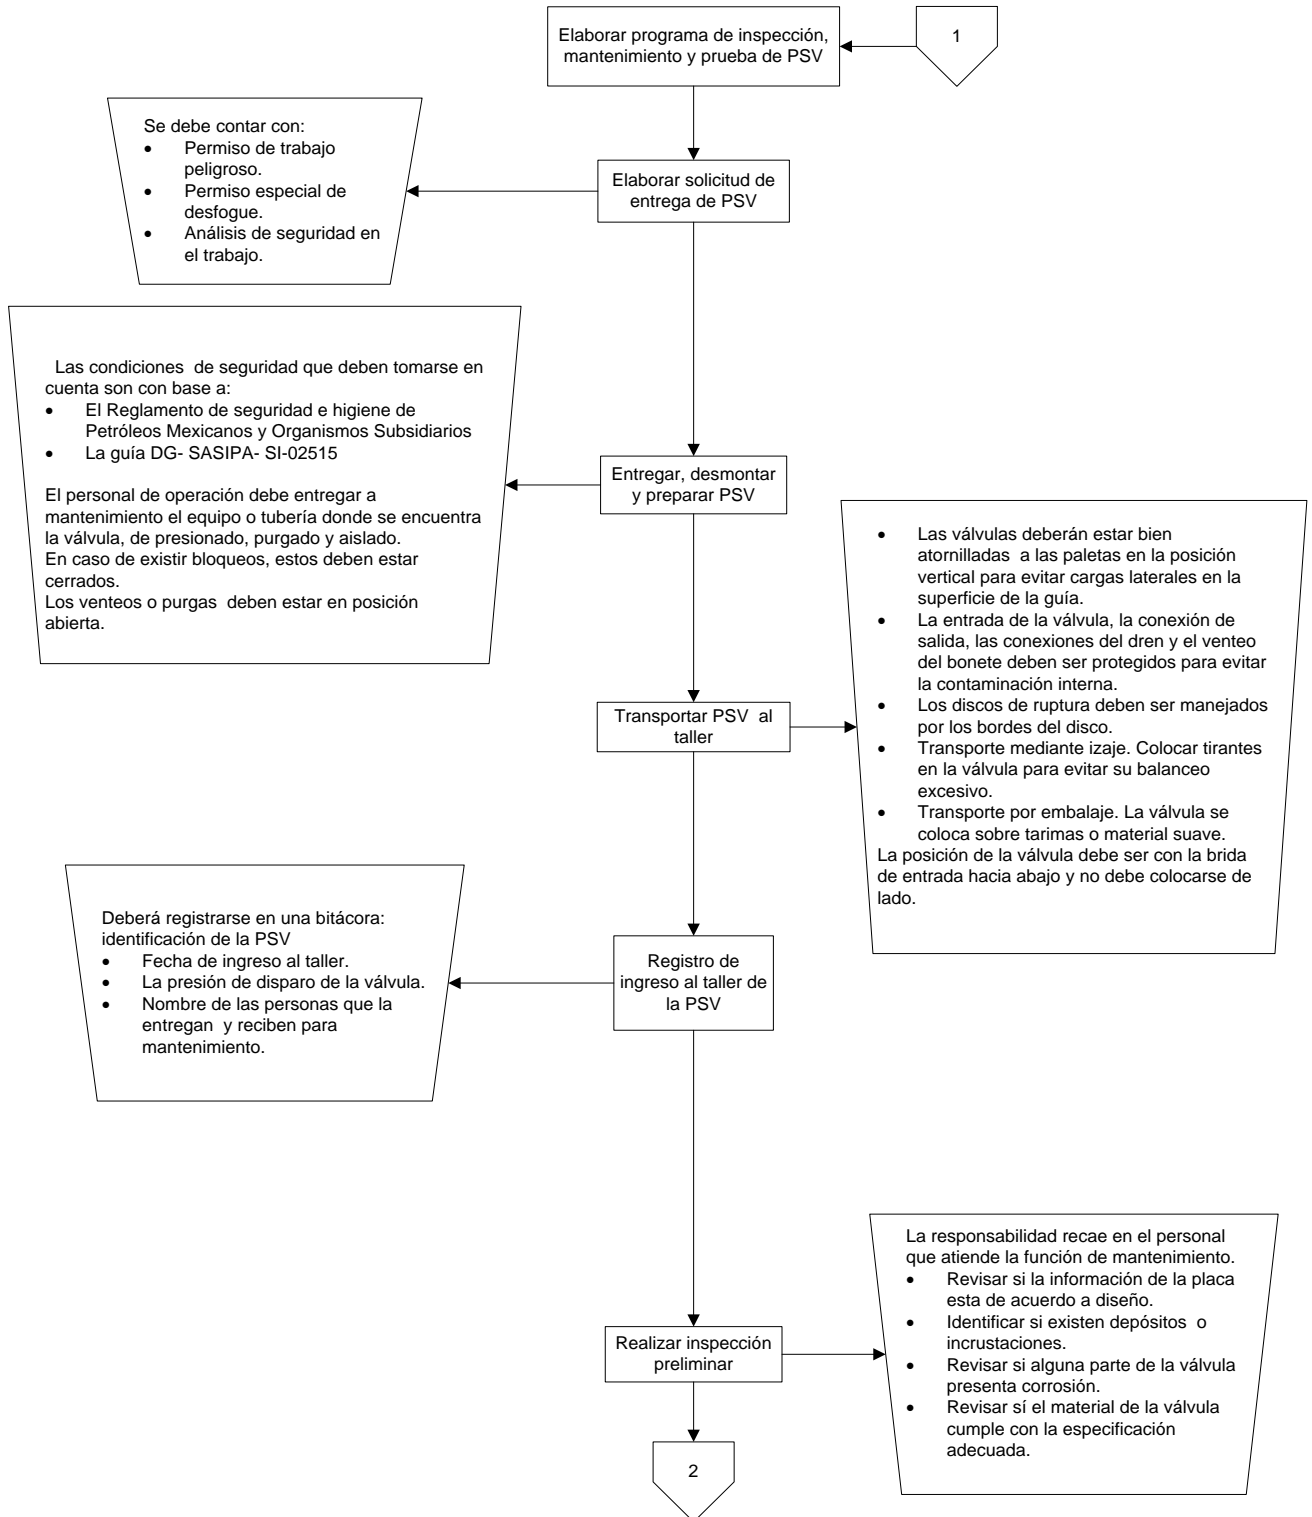 Elaborar programa de inspección,
mantenimiento y prueba de PSV
1
Se debe contar con:
• Permiso de trabajo
peligroso.
• Permiso especial de
desfogue.
• Análisis de seguridad en
el trabajo.
Elaborar solicitud de
entrega de PSV
Las condiciones de seguridad que deben tomarse en
cuenta son con base a:
• El Reglamento de seguridad e higiene de
Petróleos Mexicanos y Organismos Subsidiarios
• La guía DG- SASIPA- SI-02515
El personal de operación debe entregar a
mantenimiento el equipo o tubería donde se encuentra
la válvula, de presionado, purgado y aislado.
En caso de existir bloqueos, estos deben estar
cerrados.
Los venteos o purgas deben estar en posición
abierta.
Entregar, desmontar
y preparar PSV
• Las válvulas deberán estar bien
atornilladas a las paletas en la posición
vertical para evitar cargas laterales en la
superficie de la guía.
• La entrada de la válvula, la conexión de
salida, las conexiones del dren y el venteo
del bonete deben ser protegidos para evitar
la contaminación interna.
• Los discos de ruptura deben ser manejados
por los bordes del disco.
• Transporte mediante izaje. Colocar tirantes
en la válvula para evitar su balanceo
excesivo.
• Transporte por embalaje. La válvula se
coloca sobre tarimas o material suave.
La posición de la válvula debe ser con la brida
de entrada hacia abajo y no debe colocarse de
lado.
Transportar PSV al
taller
Deberá registrarse en una bitácora:
identificación de la PSV
• Fecha de ingreso al taller.
• La presión de disparo de la válvula.
• Nombre de las personas que la
entregan y reciben para
mantenimiento.
Registro de
ingreso al taller de
la PSV
La responsabilidad recae en el personal
que atiende la función de mantenimiento.
• Revisar si la información de la placa
esta de acuerdo a diseño.
• Identificar si existen depósitos o
incrustaciones.
• Revisar si alguna parte de la válvula
presenta corrosión.
• Revisar sí el material de la válvula
cumple con la especificación
adecuada.
Realizar inspección
preliminar
2